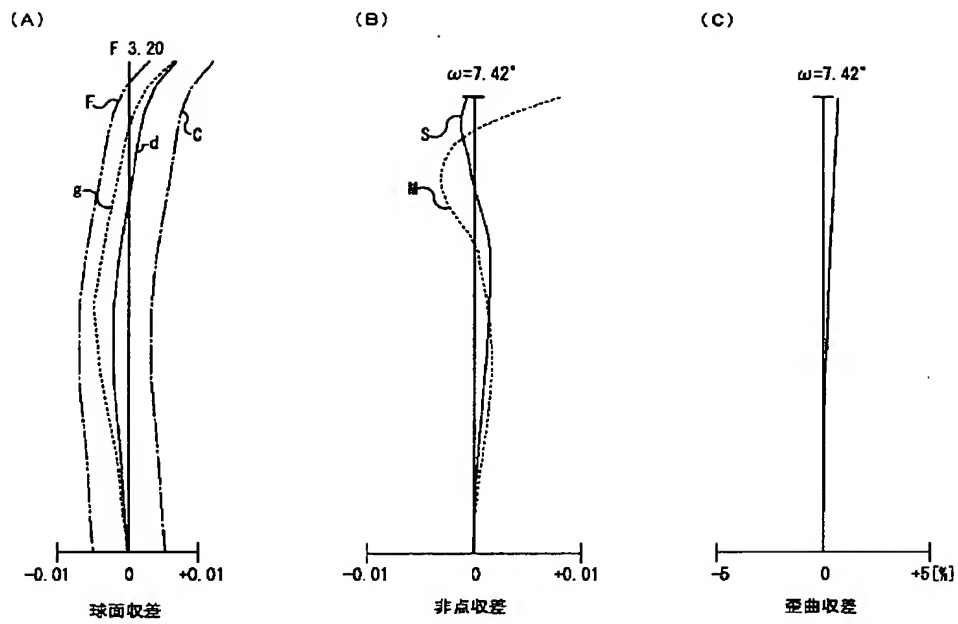 (A)
F 3.20
F
C
d
g
-0.01
0
+0.01
球面収差
(B)
ω=7.42°
S
M
-0.01
0
+0.01
非点収差
(C)
ω=7.42°
-5
0
+5[%]
歪曲収差